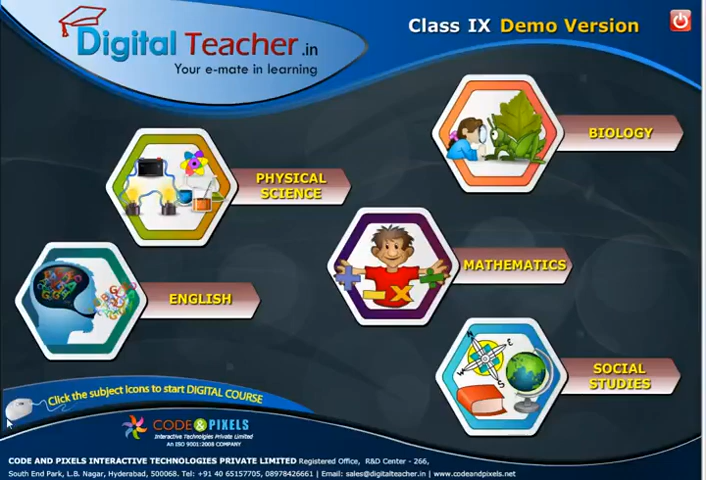 Digital Teacher.in
Your e-mate in learning
Class IX Demo Version
BIOLOGY
PHYSICAL
SCIENCE
MATHEMATICS
ENGLISH
SOCIAL
STUDIES
Click the subject icons to start DIGITAL COURSE
CODE & PIXELS
Interactive Technolgies Private Limited
An ISO 9001:2008 COMPANY
CODE AND PIXELS INTERACTIVE TECHNOLOGIES PRIVATE LIMITED Registered Office, R&D Center - 266,
South End Park, L.B. Nagar, Hyderabad, 500068. Tel: +91 40 65157705, 08978426661 | Email: sales@digitalteacher.in | www.codeandpixels.net